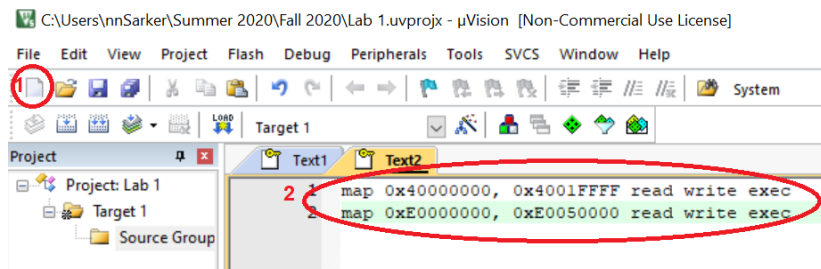 C:\Users\nnSarker\Summer 2020\Fall 2020\Lab 1.uvprojx - µVision [Non-Commercial Use License]
File Edit View Project Flash Debug Peripherals Tools SVCS Window Help
1 System
LOAD Target 1
Project Text1 Text2
Project: Lab 1
Target 1
Source Group
2
1 map 0x40000000, 0x4001FFFF read write exec
2 map 0xE0000000, 0xE0050000 read write exec